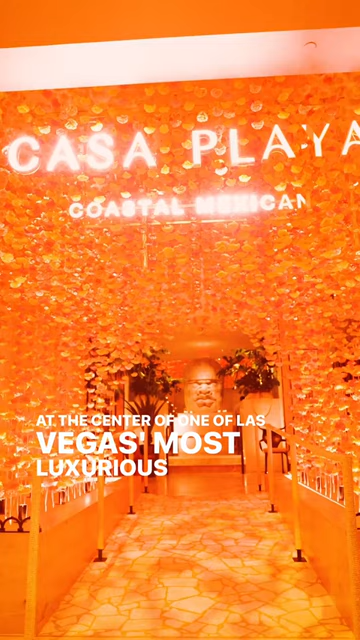 CASA PLAYA
COASTAL MEXICAN
AT THE CENTER OF ONE OF LAS
VEGAS' MOST
LUXURIOUS